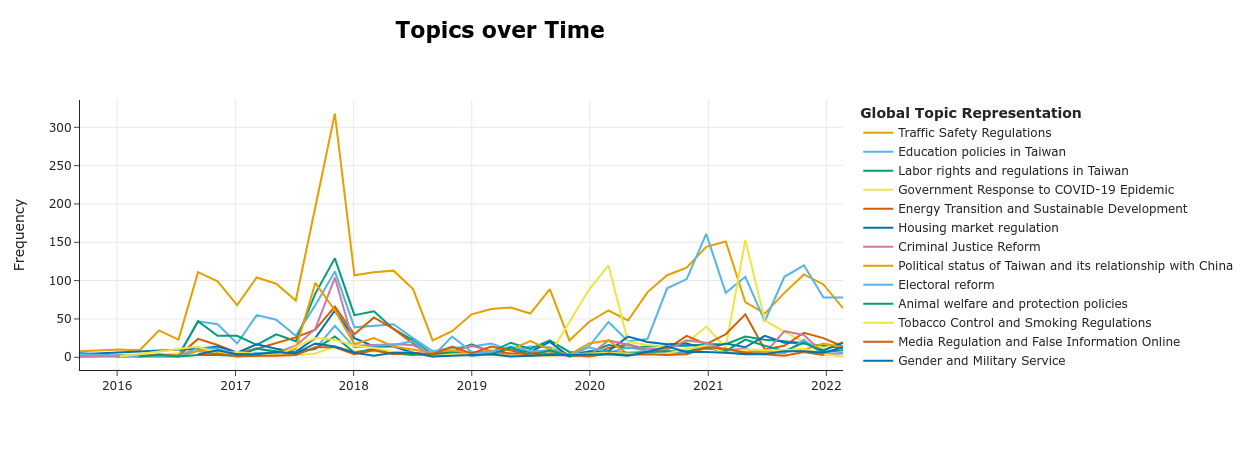 Topics over Time
Frequency
300
250
200
150
100
50
0
2016 2017 2018 2019 2020 2021 2022
Global Topic Representation
Traffic Safety Regulations
Education policies in Taiwan
Labor rights and regulations in Taiwan
Government Response to COVID-19 Epidemic
Energy Transition and Sustainable Development
Housing market regulation
Criminal Justice Reform
Political status of Taiwan and its relationship with China
Electoral reform
Animal welfare and protection policies
Tobacco Control and Smoking Regulations
Media Regulation and False Information Online
Gender and Military Service